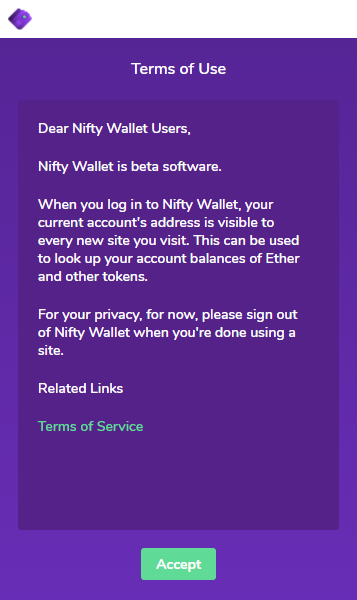 Terms of Use
Dear Nifty Wallet Users,
Nifty Wallet is beta software.
When you log in to Nifty Wallet, your
current account's address is visible to
every new site you visit. This can be used
to look up your account balances of Ether
and other tokens.
For your privacy, for now, please sign out
of Nifty Wallet when you're done using a
site.
Related Links
Terms of Service
Accept